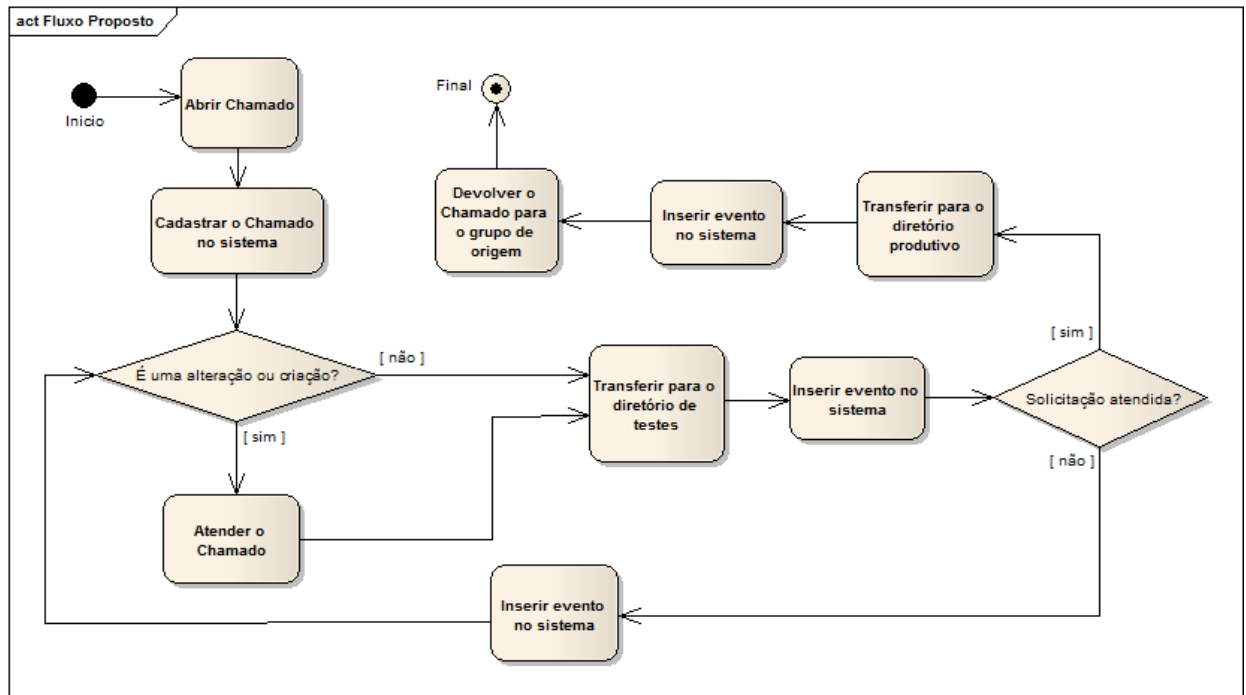 act Fluxo Proposto
Inicio
Abrir Chamado
Final
Cadastrar o Chamado
no sistema
Devolver o
Chamado para
o grupo de
origem
Inserir evento
no sistema
Transferir para o
diretório
produtivo
[ sim ]
É uma alteração ou criação?
[ não ]
[ sim ]
Transferir para o
diretório de
testes
Inserir evento no
sistema
Solicitação atendida?
[ não ]
Atender o
Chamado
Inserir evento
no sistema